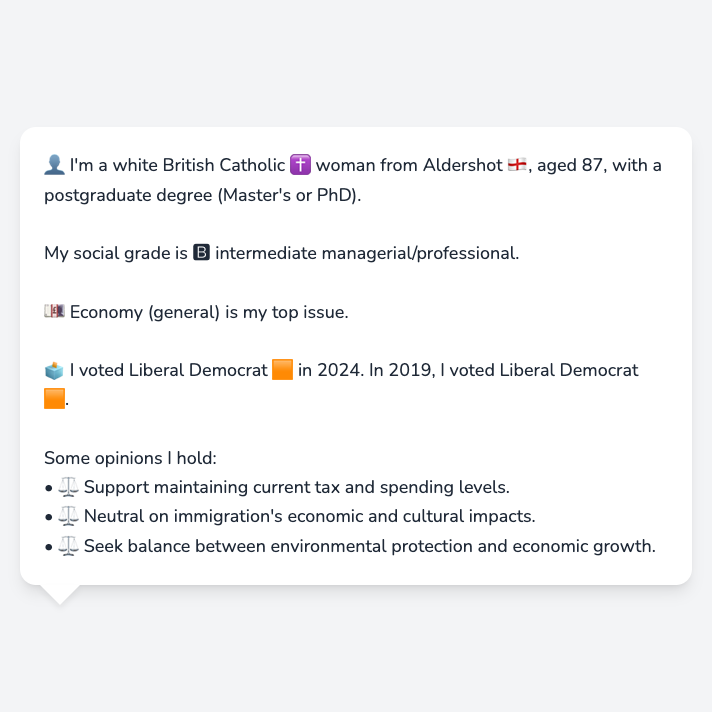 👤 I'm a white British Catholic ✝️ woman from Aldershot 🏴󠁧󠁢󠁥󠁮󠁧󠁿, aged 87, with a
postgraduate degree (Master's or PhD).
My social grade is 🅱 intermediate managerial/professional.
💷 Economy (general) is my top issue.
🗳️ I voted Liberal Democrat 🟧 in 2024. In 2019, I voted Liberal Democrat
🟧.
Some opinions I hold:
• ⚖️ Support maintaining current tax and spending levels.
• ⚖️ Neutral on immigration's economic and cultural impacts.
• ⚖️ Seek balance between environmental protection and economic growth.